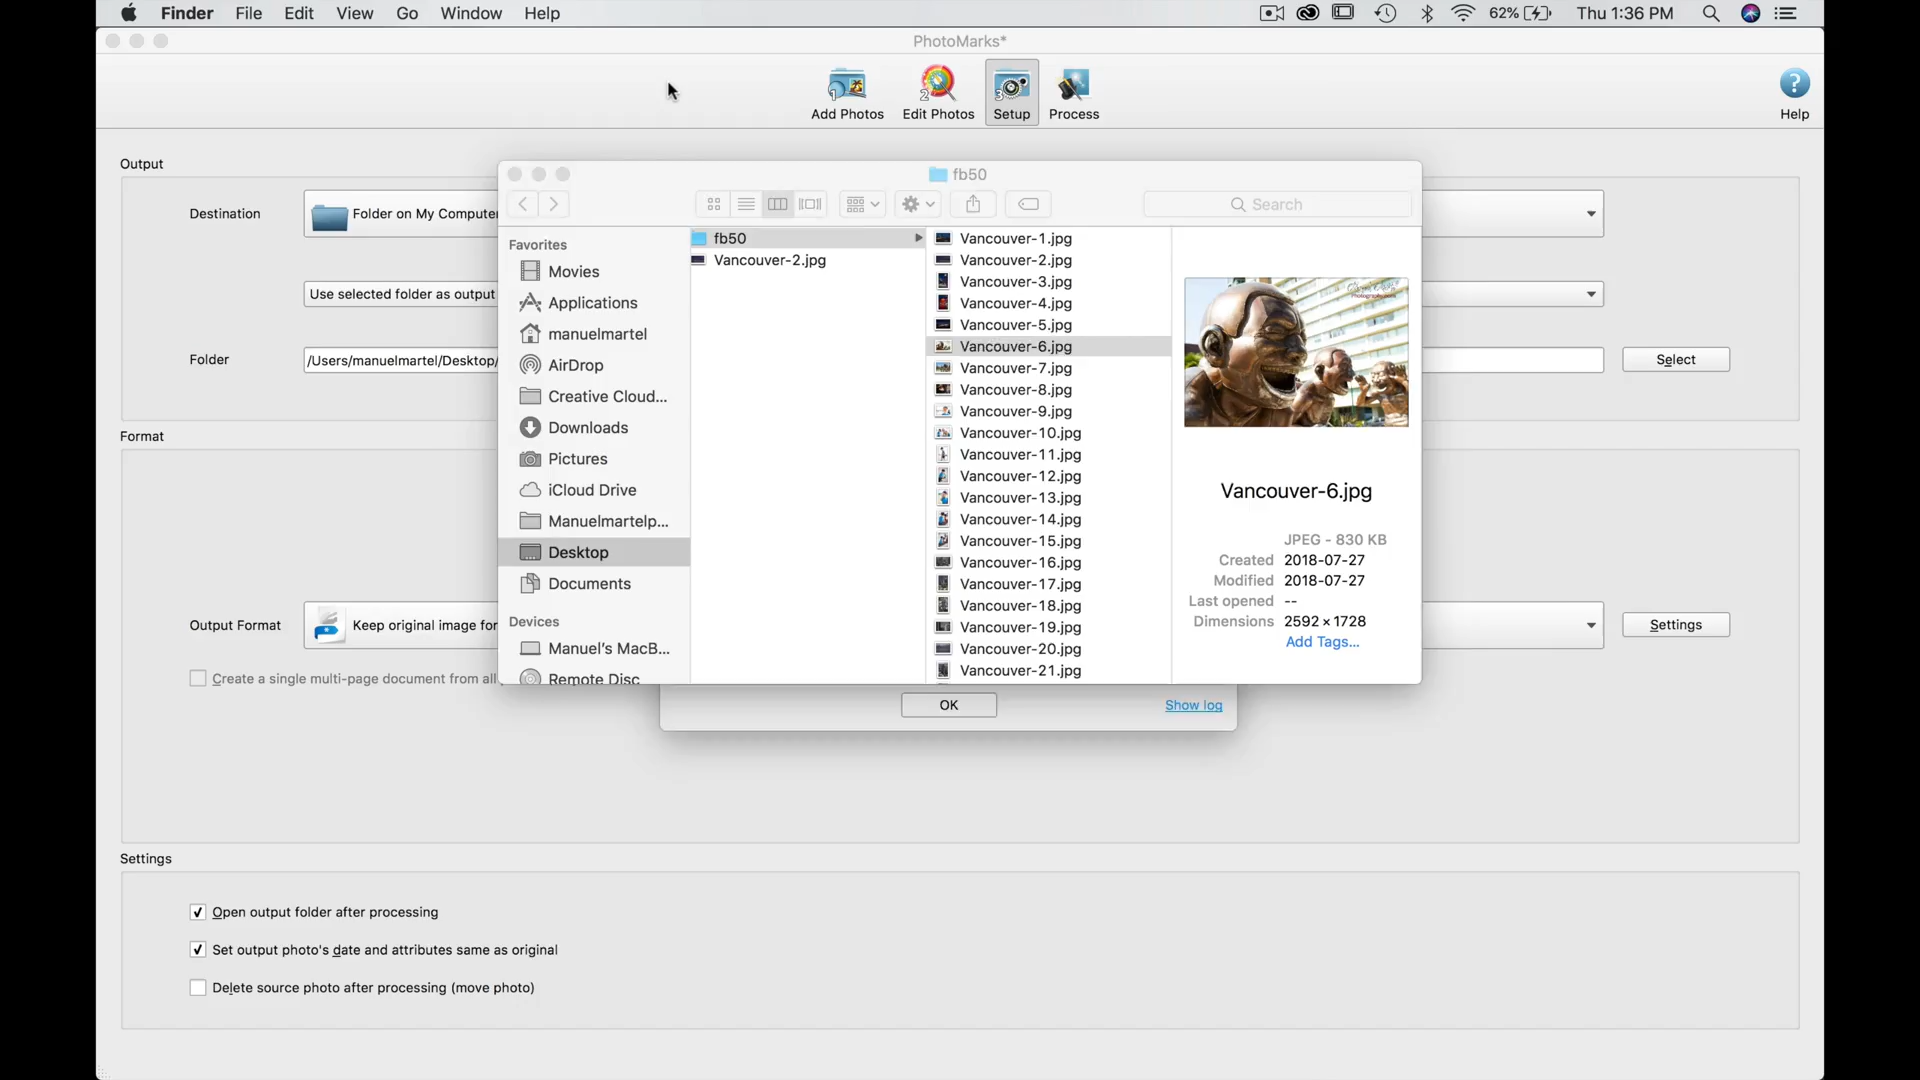 Finder File Edit View Go Window Help 62% Thu 1:36 PM
PhotoMarks*
1 Add Photos 2 Edit Photos 3 Setup Process ? Help
Output
Destination Folder on My Compute
Use selected folder as output
Folder /Users/manuelmartel/Desktop/ Select
Format
Output Format Keep original image for Settings
Create a single multi-page document from all
Settings
Open output folder after processing
Set output photo's date and attributes same as original
Delete source photo after processing (move photo)
fb50
Search
Favorites
Movies
Applications
manuelmartel
AirDrop
Creative Cloud...
Downloads
Pictures
iCloud Drive
Manuelmartelp...
Desktop
Documents
Devices
Manuel's MacB...
Remote Disc
fb50
Vancouver-2.jpg
Vancouver-1.jpg
Vancouver-2.jpg
Vancouver-3.jpg
Vancouver-4.jpg
Vancouver-5.jpg
Vancouver-6.jpg
Vancouver-7.jpg
Vancouver-8.jpg
Vancouver-9.jpg
Vancouver-10.jpg
Vancouver-11.jpg
Vancouver-12.jpg
Vancouver-13.jpg
Vancouver-14.jpg
Vancouver-15.jpg
Vancouver-16.jpg
Vancouver-17.jpg
Vancouver-18.jpg
Vancouver-19.jpg
Vancouver-20.jpg
Vancouver-21.jpg
Vancouver-6.jpg
JPEG - 830 KB
Created 2018-07-27
Modified 2018-07-27
Last opened --
Dimensions 2592 × 1728
Add Tags...
OK Show log